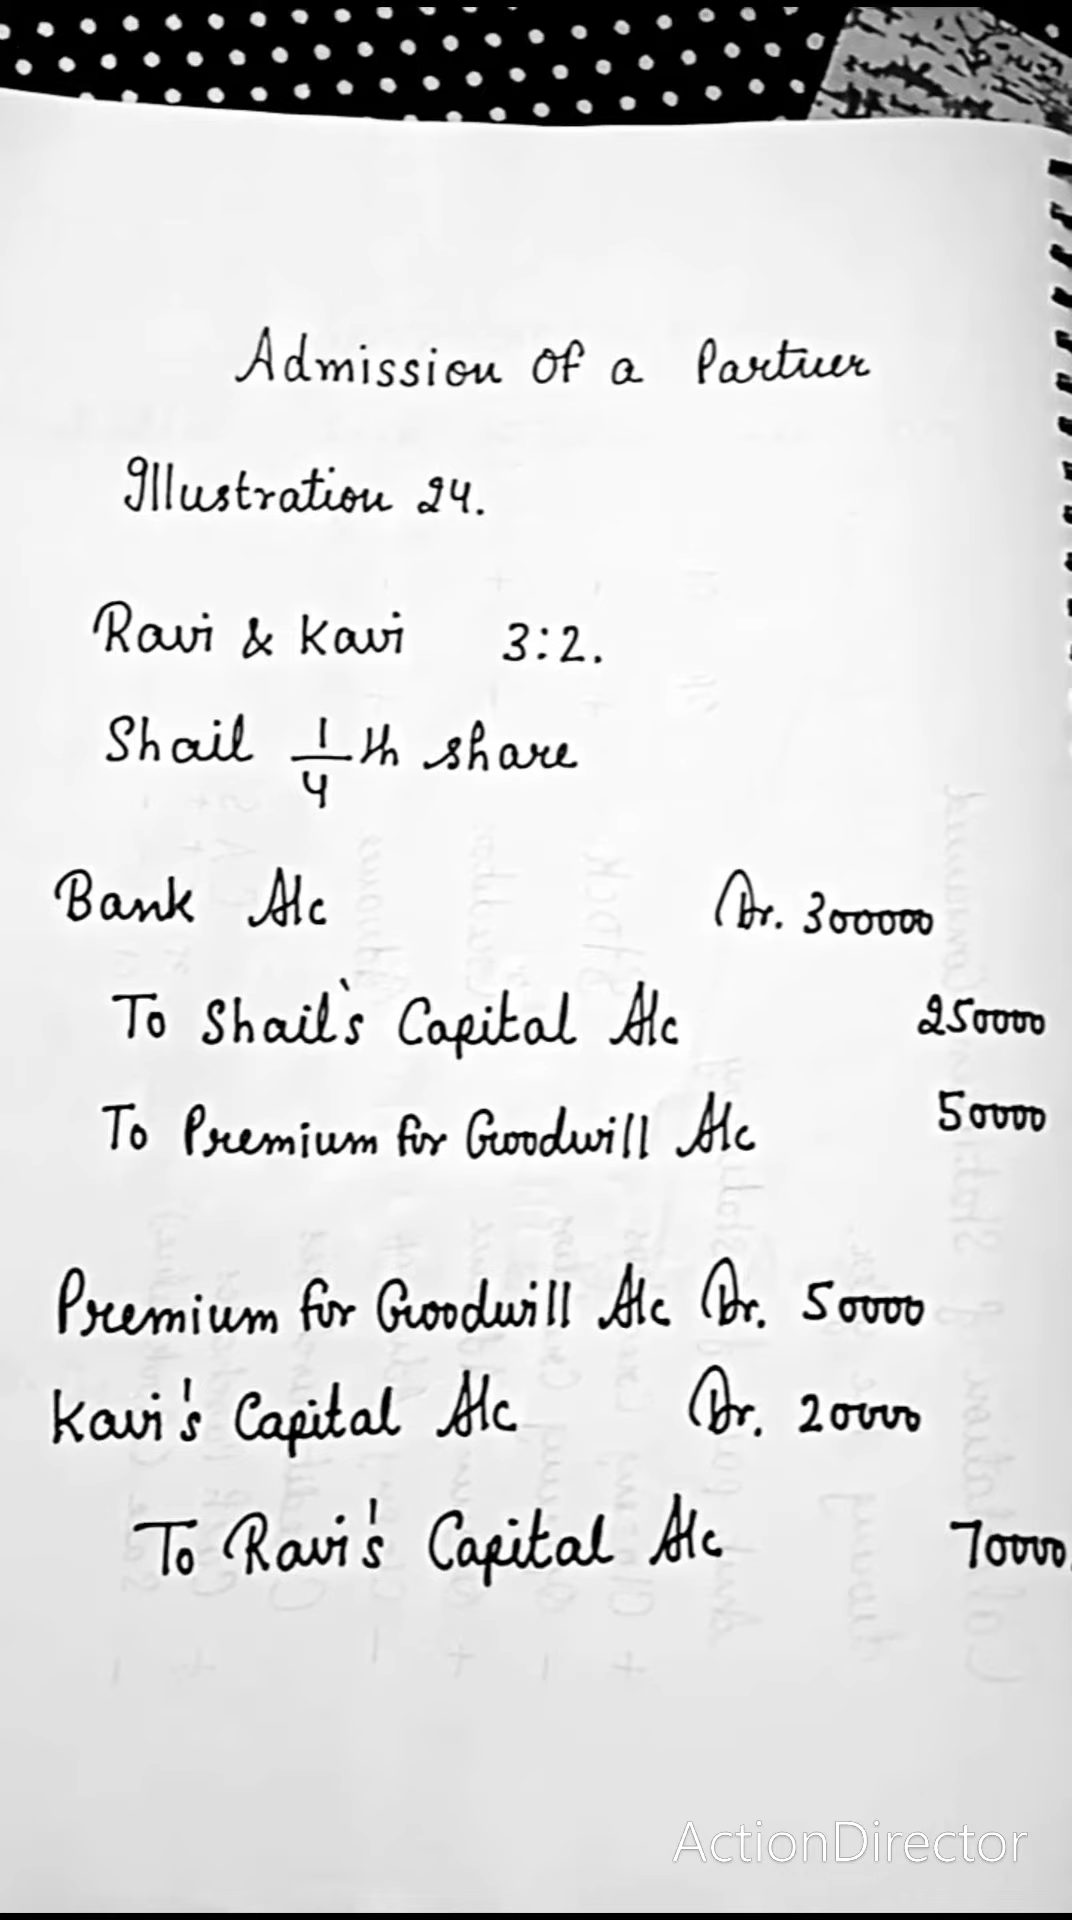 Admission of a Partner
Illustration 24.
Ravi & Kavi 3:2.
Shail 1/4 th share
Bank A/c Dr. 300000
To Shail's Capital A/c 250000
To Premium for Goodwill A/c 50000
Premium for Goodwill A/c Dr. 50000
Kavi's Capital A/c Dr. 20000
To Ravi's Capital A/c 70000
ActionDirector